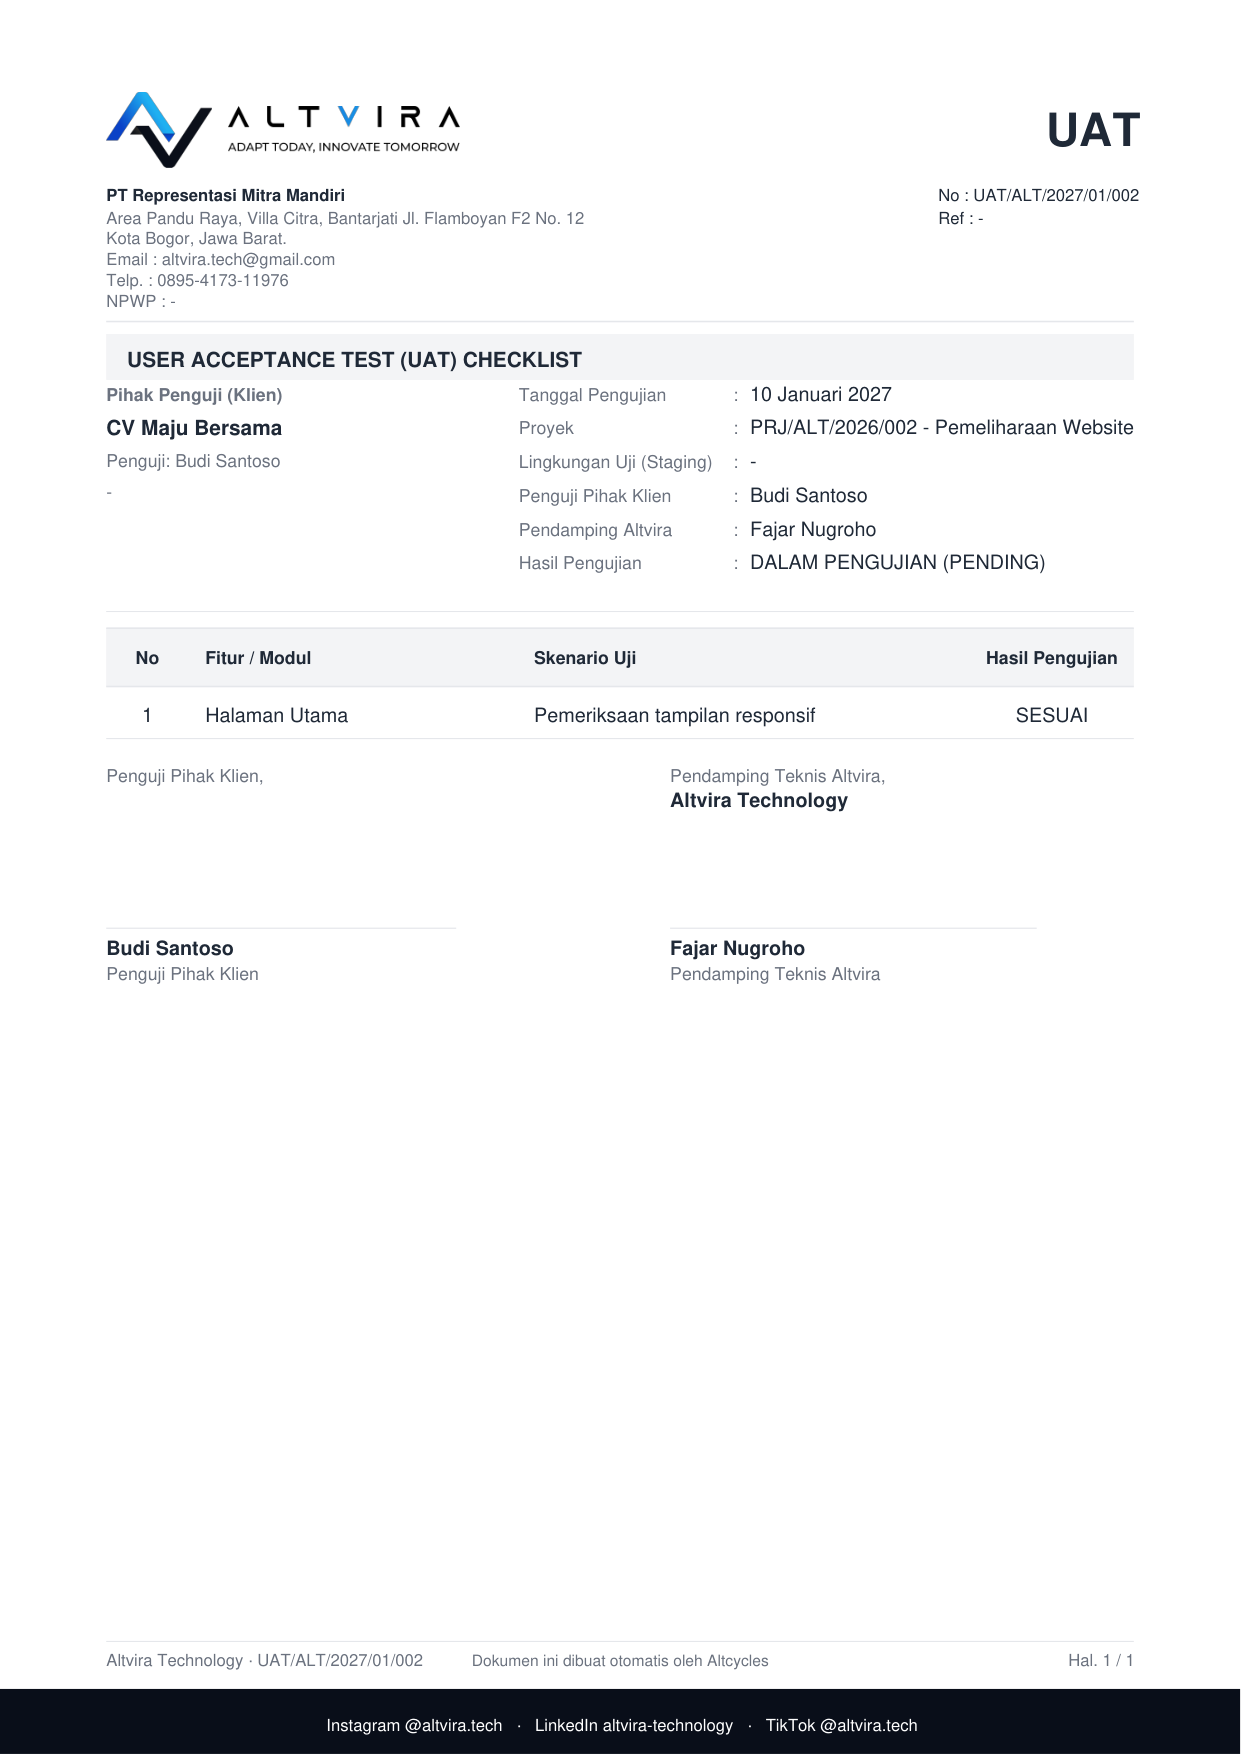 ALTVIRA
ADAPT TODAY, INNOVATE TOMORROW
UAT
PT Representasi Mitra Mandiri
Area Pandu Raya, Villa Citra, Bantarjati Jl. Flamboyan F2 No. 12
Kota Bogor, Jawa Barat.
Email : altvira.tech@gmail.com
Telp. : 0895-4173-11976
NPWP : -
No : UAT/ALT/2027/01/002
Ref : -
USER ACCEPTANCE TEST (UAT) CHECKLIST
Pihak Penguji (Klien)
CV Maju Bersama
Penguji: Budi Santoso
-
Tanggal Pengujian : 10 Januari 2027
Proyek : PRJ/ALT/2026/002 - Pemeliharaan Website
Lingkungan Uji (Staging) : -
Penguji Pihak Klien : Budi Santoso
Pendamping Altvira : Fajar Nugroho
Hasil Pengujian : DALAM PENGUJIAN (PENDING)
No Fitur / Modul Skenario Uji Hasil Pengujian
1 Halaman Utama Pemeriksaan tampilan responsif SESUAI
Penguji Pihak Klien,
Pendamping Teknis Altvira,
Altvira Technology
Budi Santoso
Penguji Pihak Klien
Fajar Nugroho
Pendamping Teknis Altvira
Altvira Technology · UAT/ALT/2027/01/002 Dokumen ini dibuat otomatis oleh Altcycles Hal. 1 / 1
Instagram @altvira.tech · LinkedIn altvira-technology · TikTok @altvira.tech